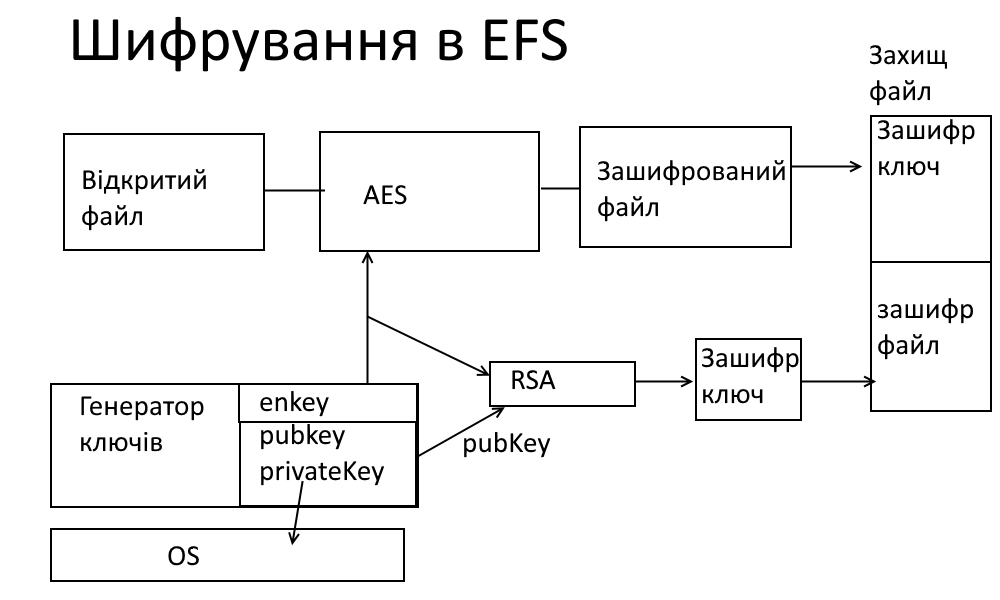 Шифрування в EFS
Захищ
файл
Відкритий
файл
AES
Зашифрований
файл
Зашифр
ключ
зашифр
файл
Генератор
ключів
enkey
pubkey
privateKey
RSA
pubKey
Зашифр
ключ
OS